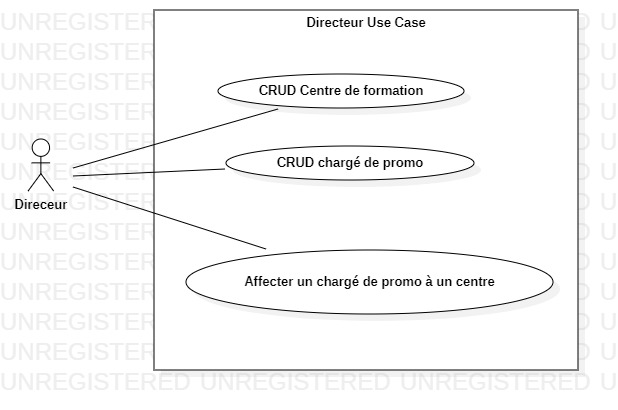 Directeur Use Case
CRUD Centre de formation
CRUD chargé de promo
Direceur
Affecter un chargé de promo à un centre
UNREGISTERED UNREGISTERED UNREGISTERED U